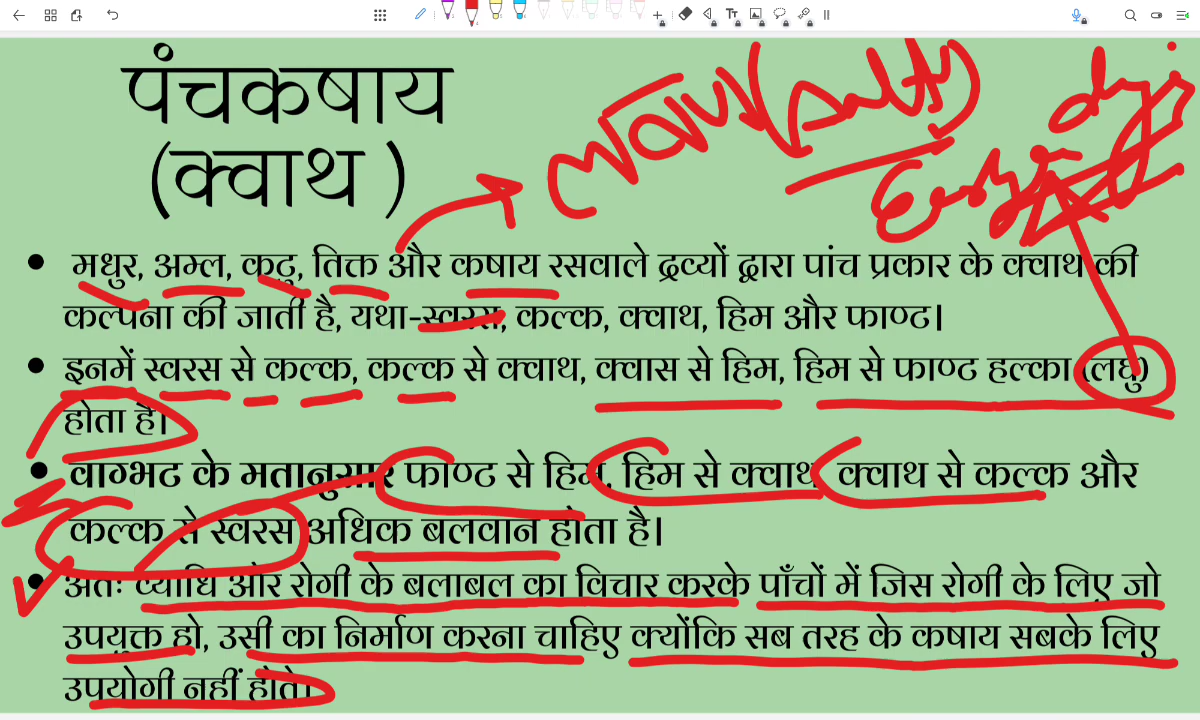 पंचकषाय
(क्वाथ )
मधुर, अम्ल, कटु, तिक्त और कषाय रसवाले द्रव्यों द्वारा पांच प्रकार के क्वाथ की
कल्पना की जाती है, यथा-स्वरस, कल्क, क्वाथ, हिम और फाण्ट।
इनमें स्वरस से कल्क, कल्क से क्वाथ, क्वास से हिम, हिम से फाण्ट हल्का (लघु)
होता है।
वाग्भट के मतानुसार फाण्ट से हिम, हिम से क्वाथ, क्वाथ से कल्क और
कल्क से स्वरस अधिक बलवान होता है।
अतः व्याधि और रोगी के बलाबल का विचार करके पाँचों में जिस रोगी के लिए जो
उपयुक्त हो, उसी का निर्माण करना चाहिए क्योंकि सब तरह के कषाय सबके लिए
उपयोगी नहीं होते।